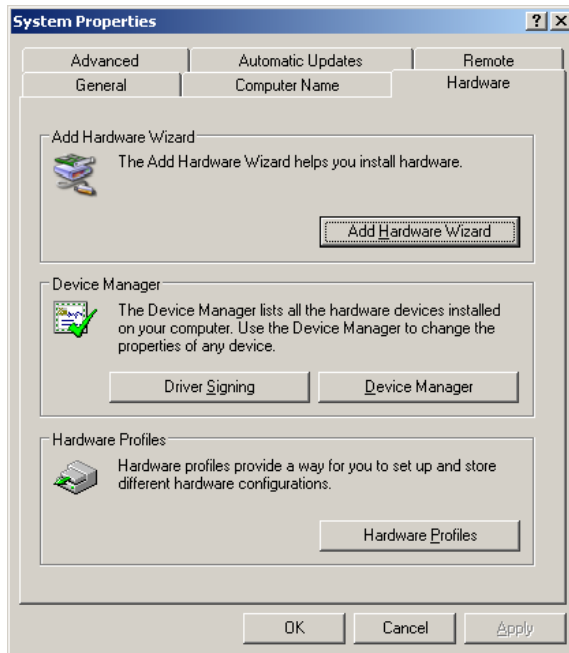 System Properties
Advanced
Automatic Updates
Remote
General
Computer Name
Hardware
Add Hardware Wizard
The Add Hardware Wizard helps you install hardware.
Add Hardware Wizard
Device Manager
The Device Manager lists all the hardware devices installed
on your computer. Use the Device Manager to change the
properties of any device.
Driver Signing
Device Manager
Hardware Profiles
Hardware profiles provide a way for you to set up and store
different hardware configurations.
Hardware Profiles
OK
Cancel
Apply